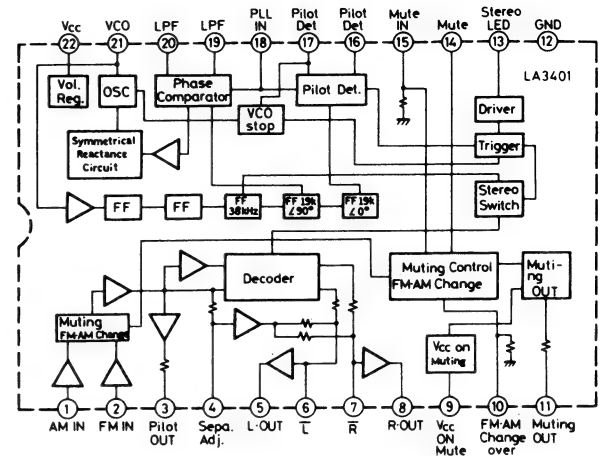 Vcc VCO LPF LPF PLL IN Pilot Det Pilot Det Mute IN Mute Stereo LED GND
22 21 20 19 18 17 16 15 14 13 12
LA3401
Vol. Reg.
OSC
Phase Comparator
Pilot Det.
VCO stop
Driver
Trigger
Symmetrical Reactance Circuit
Stereo Switch
FF
FF
FF 38kHz
FF 19k ∠90°
FF 19k ∠0°
Decoder
Muting Control FM-AM Change
Muting OUT
Muting FM-AM Change
Vcc on Muting
1 2 3 4 5 6 7 8 9 10 11
AM IN FM IN Pilot OUT Sepa. Adj. L·OUT L̅ R̅ R·OUT Vcc ON Mute FM·AM Change over Muting OUT